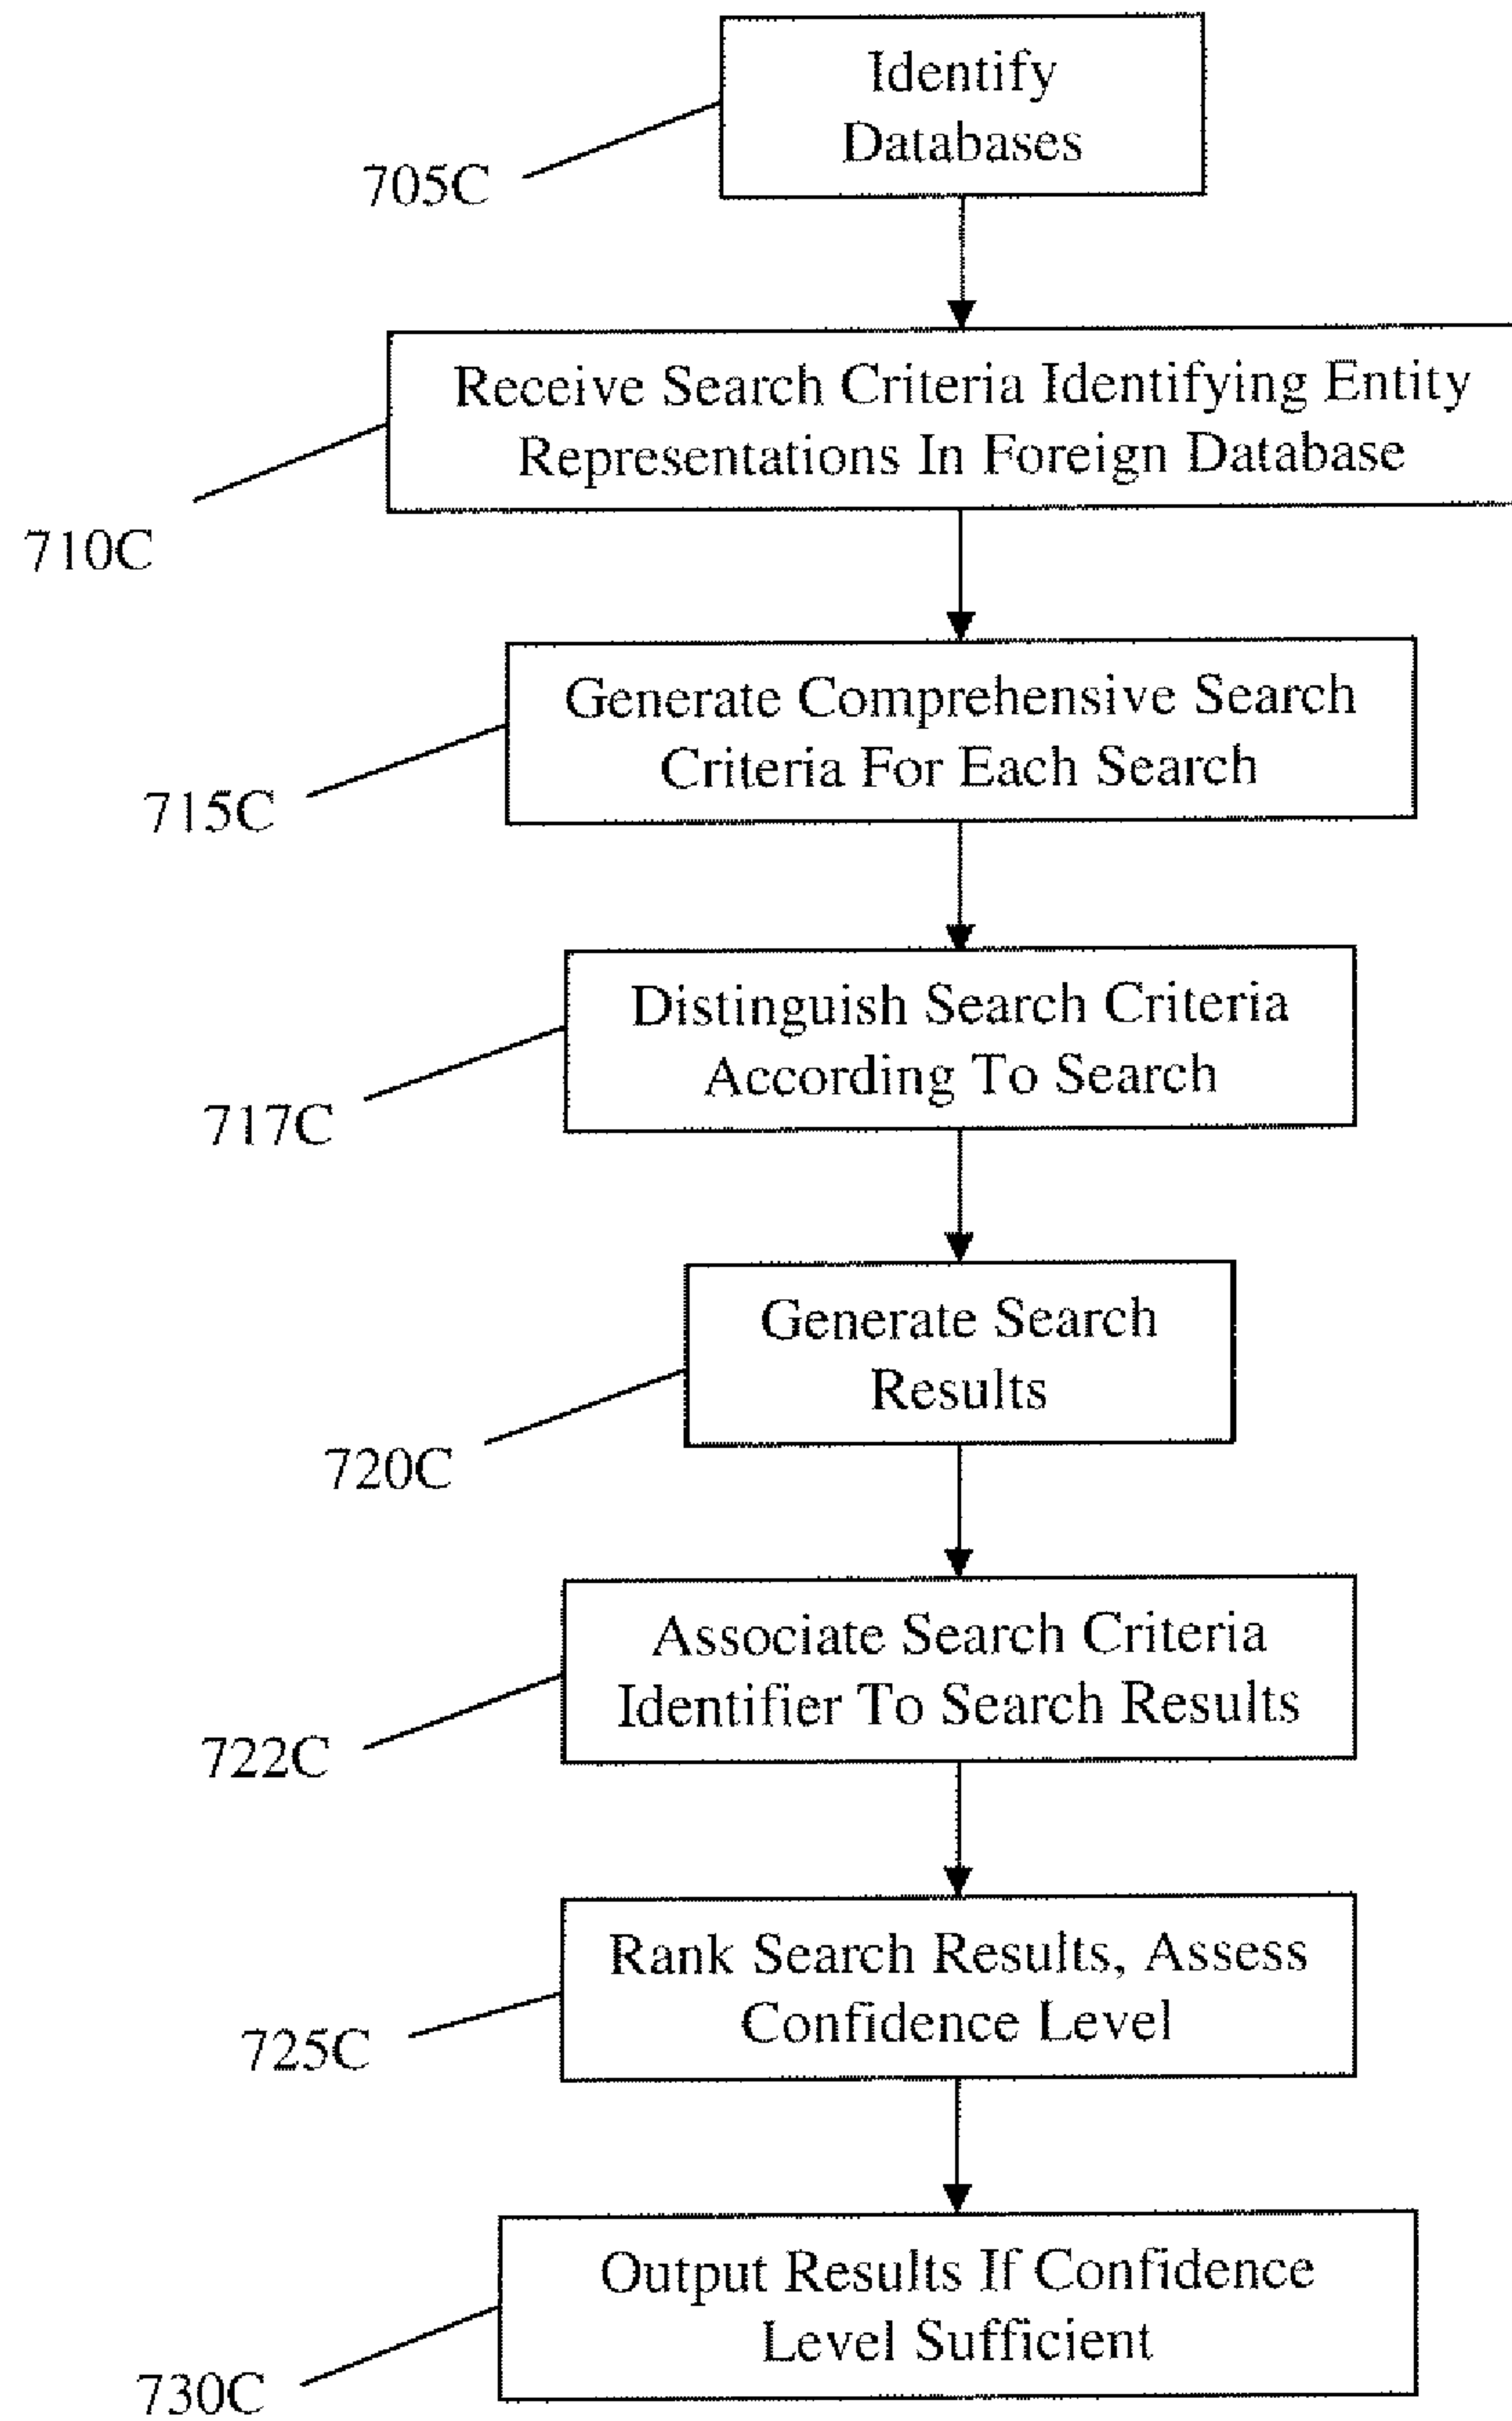 Identify
Databases
705C
Receive Search Criteria Identifying Entity
Representations In Foreign Database
710C
Generate Comprehensive Search
Criteria For Each Search
715C
Distinguish Search Criteria
According To Search
717C
Generate Search
Results
720C
Associate Search Criteria
Identifier To Search Results
722C
Rank Search Results, Assess
Confidence Level
725C
Output Results If Confidence
Level Sufficient
730C